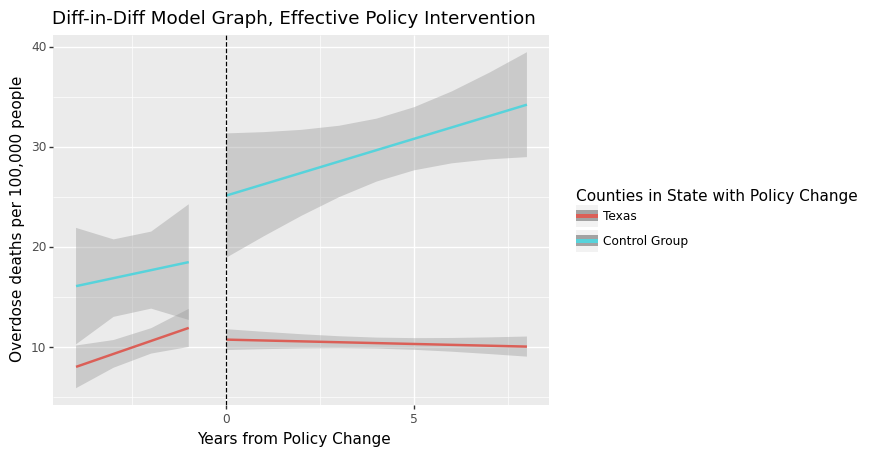 Diff-in-Diff Model Graph, Effective Policy Intervention
Overdose deaths per 100,000 people
40
30
20
10
0
5
Years from Policy Change
Counties in State with Policy Change
Texas
Control Group